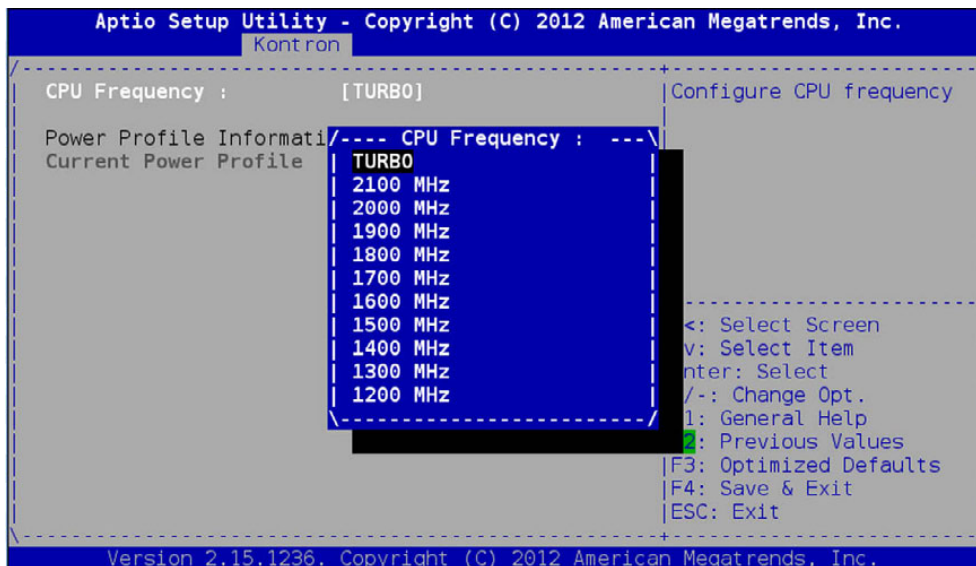 Aptio Setup Utility - Copyright (C) 2012 American Megatrends, Inc.
Kontron
CPU Frequency : [TURBO]
Configure CPU frequency
Power Profile Informati
Current Power Profile
CPU Frequency :
TURBO
2100 MHz
2000 MHz
1900 MHz
1800 MHz
1700 MHz
1600 MHz
1500 MHz
1400 MHz
1300 MHz
1200 MHz
<: Select Screen
v: Select Item
nter: Select
/-: Change Opt.
1: General Help
2: Previous Values
F3: Optimized Defaults
F4: Save & Exit
ESC: Exit
Version 2.15.1236. Copyright (C) 2012 American Megatrends, Inc.